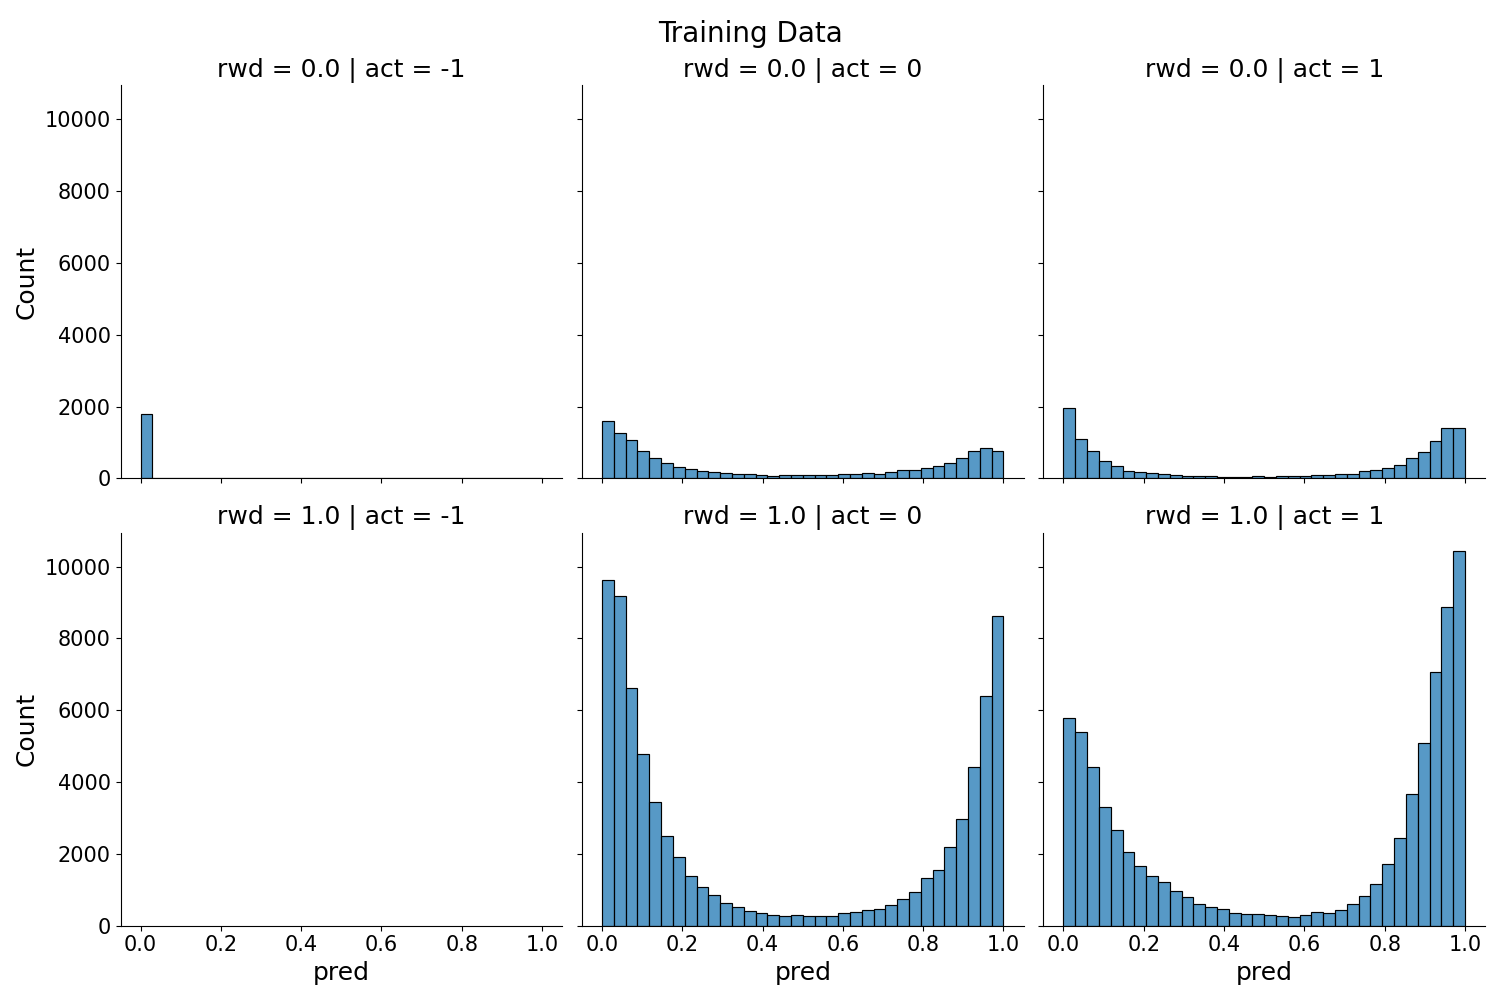 Training Data
rwd = 0.0 | act = -1
rwd = 0.0 | act = 0
rwd = 0.0 | act = 1
10000
8000
6000
4000
2000
0
Count
rwd = 1.0 | act = -1
rwd = 1.0 | act = 0
rwd = 1.0 | act = 1
10000
8000
6000
4000
2000
0
Count
0.0 0.2 0.4 0.6 0.8 1.0
0.0 0.2 0.4 0.6 0.8 1.0
0.0 0.2 0.4 0.6 0.8 1.0
pred
pred
pred